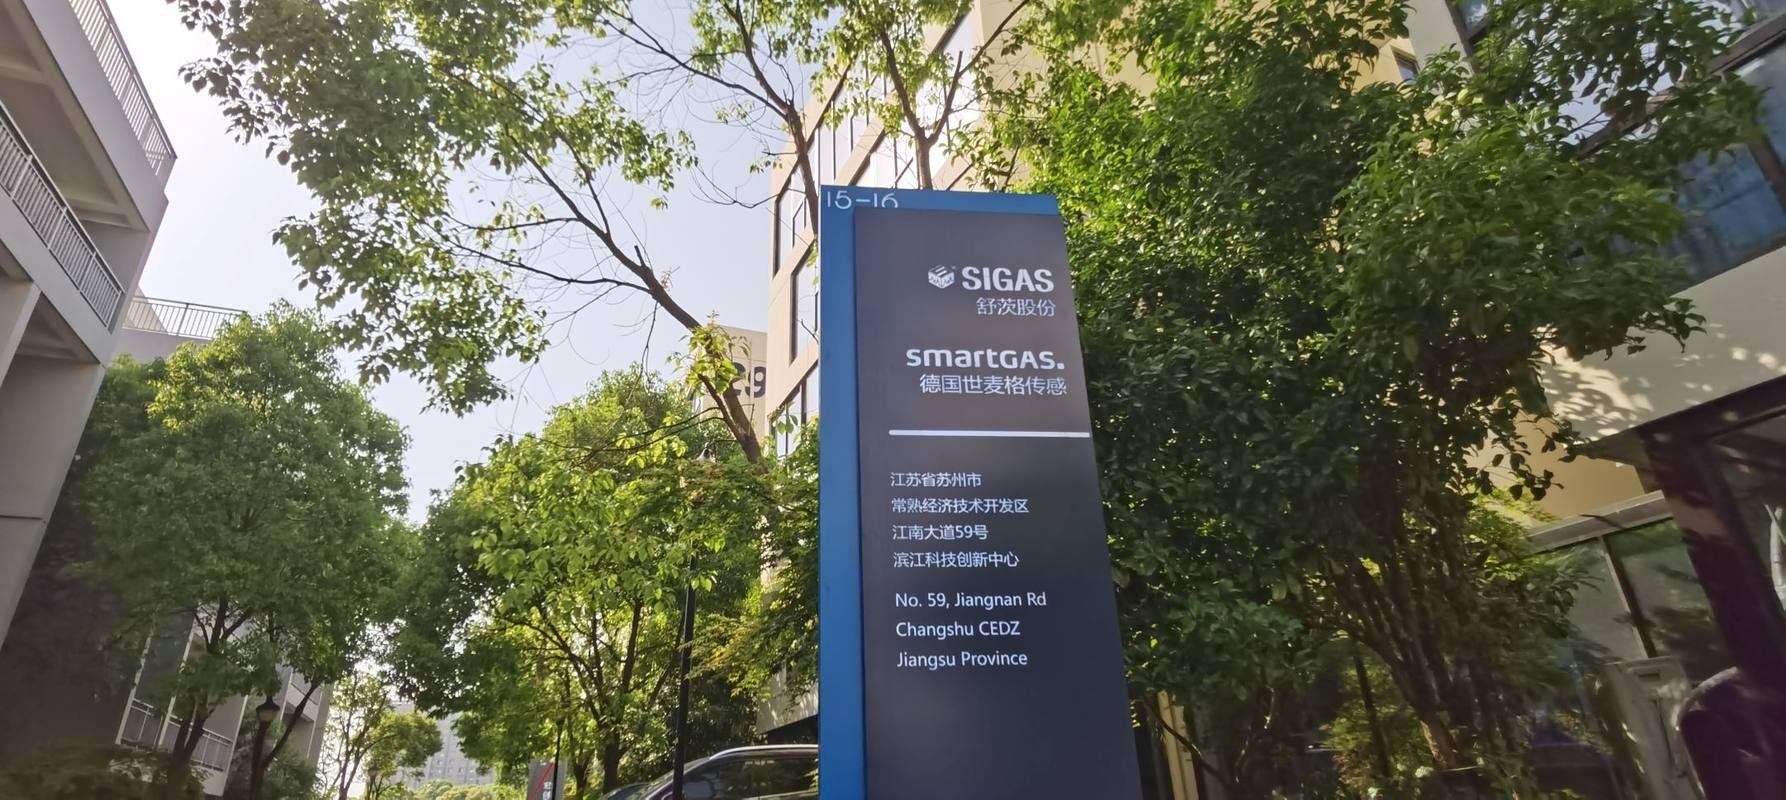 15-16
SIGAS
舒茨股份
smartGAS.
德国世麦格传感
江苏省苏州市
常熟经济技术开发区
江南大道59号
滨江科技创新中心
No. 59, Jiangnan Rd
Changshu CEDZ
Jiangsu Province